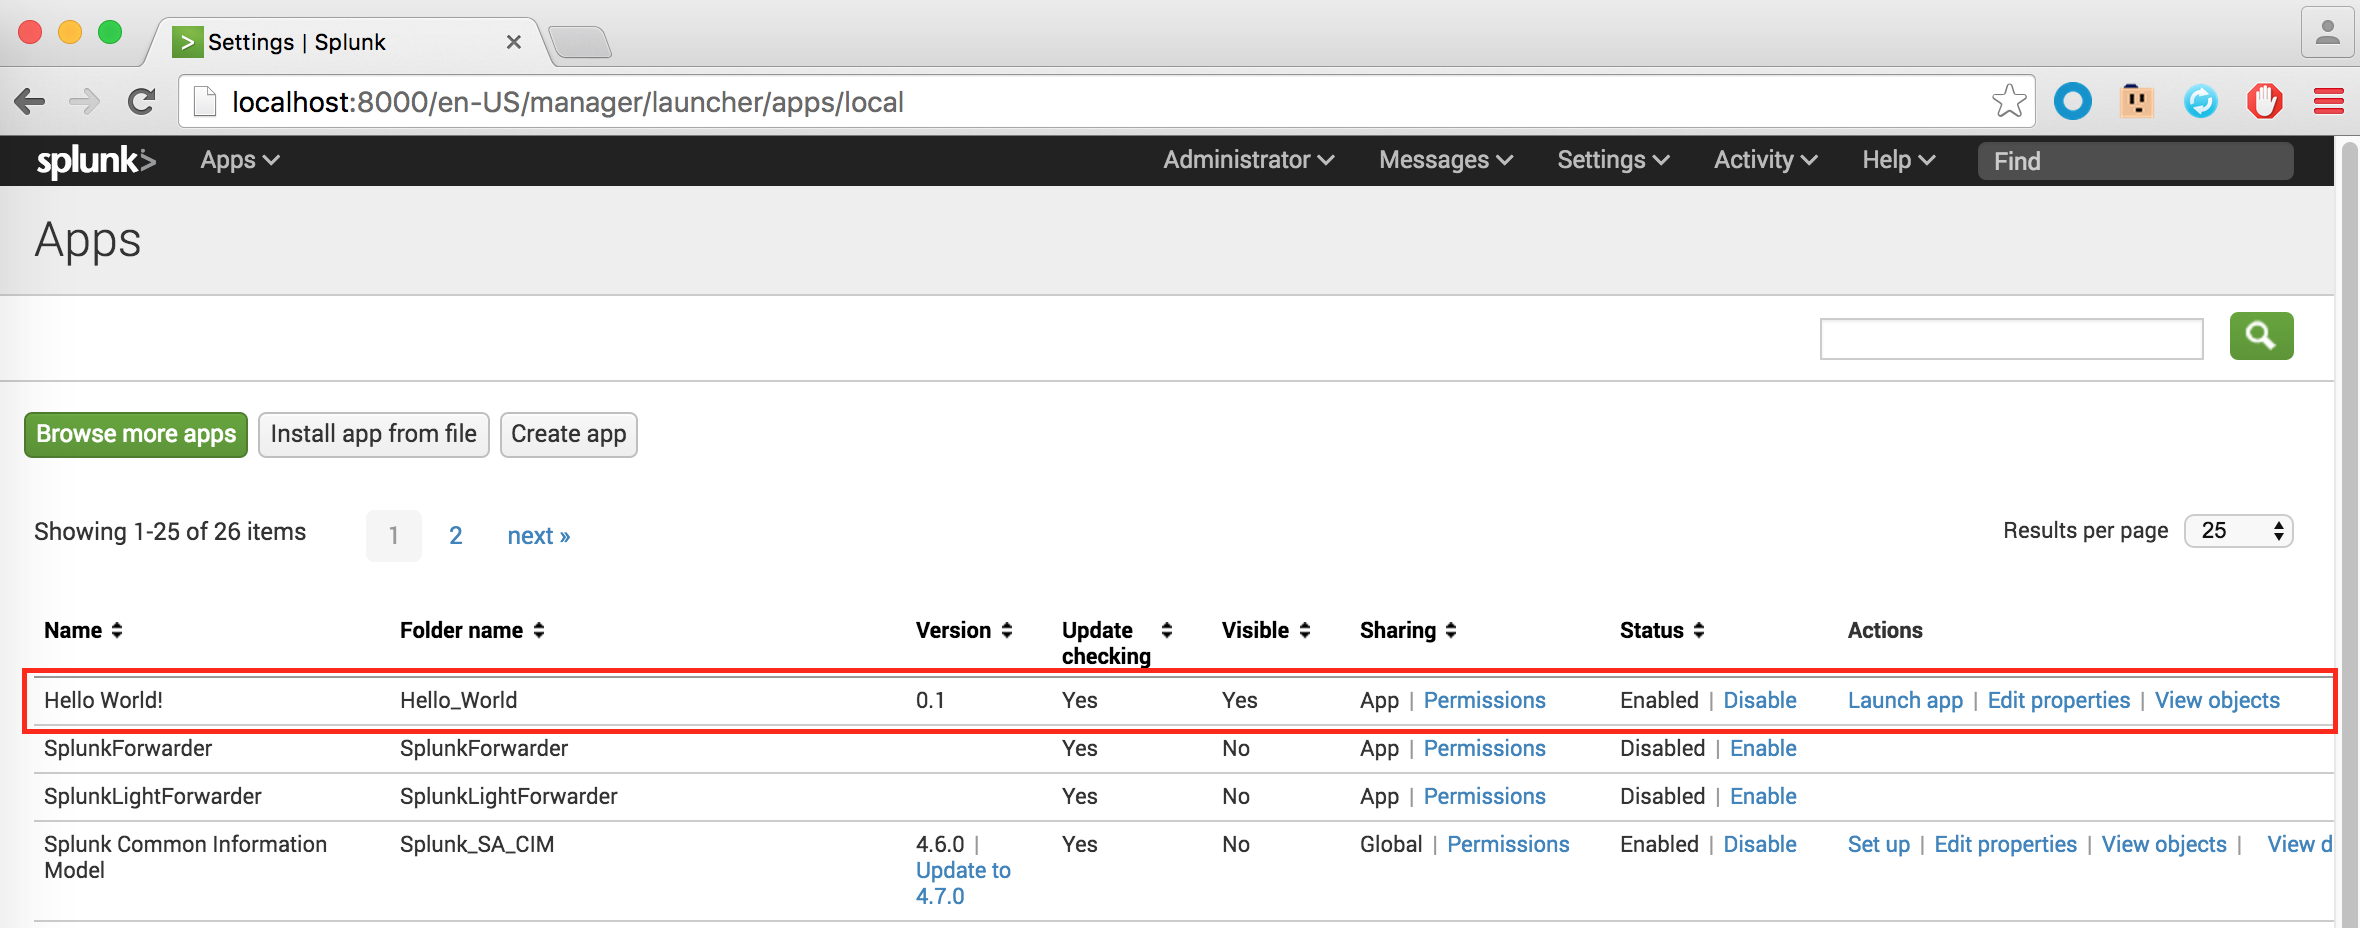 Settings | Splunk
localhost:8000/en-US/manager/launcher/apps/local
splunk> Apps Administrator Messages Settings Activity Help Find
Apps
Browse more apps Install app from file Create app
Showing 1-25 of 26 items 1 2 next » Results per page 25
Name Folder name Version Update checking Visible Sharing Status Actions
Hello World! Hello_World 0.1 Yes Yes App | Permissions Enabled | Disable Launch app | Edit properties | View objects
SplunkForwarder SplunkForwarder Yes No App | Permissions Disabled | Enable
SplunkLightForwarder SplunkLightForwarder Yes No App | Permissions Disabled | Enable
Splunk Common Information Splunk_SA_CIM 4.6.0 | Yes No Global | Permissions Enabled | Disable Set up | Edit properties | View objects | View d
Model Update to
4.7.0